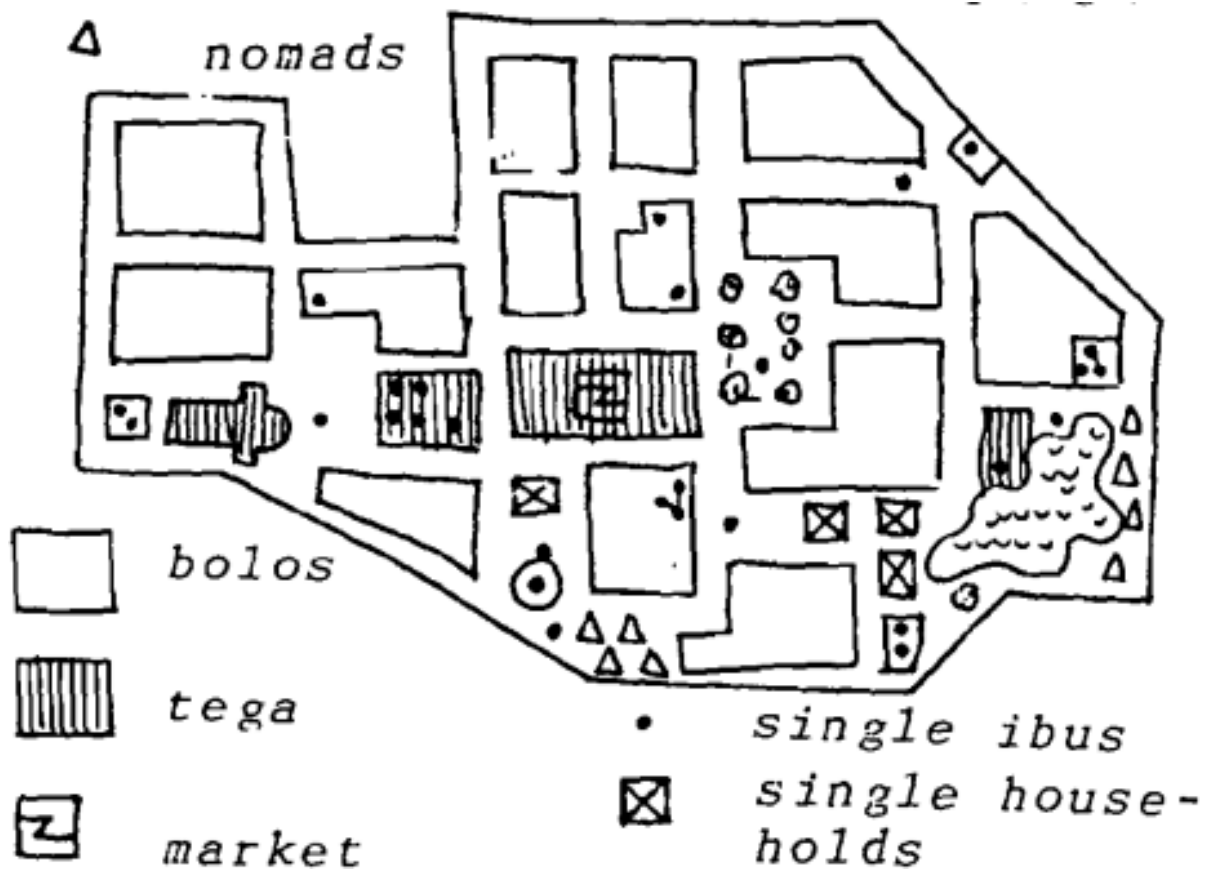 nomads
bolos
tega
market
single ibus
single house-
holds